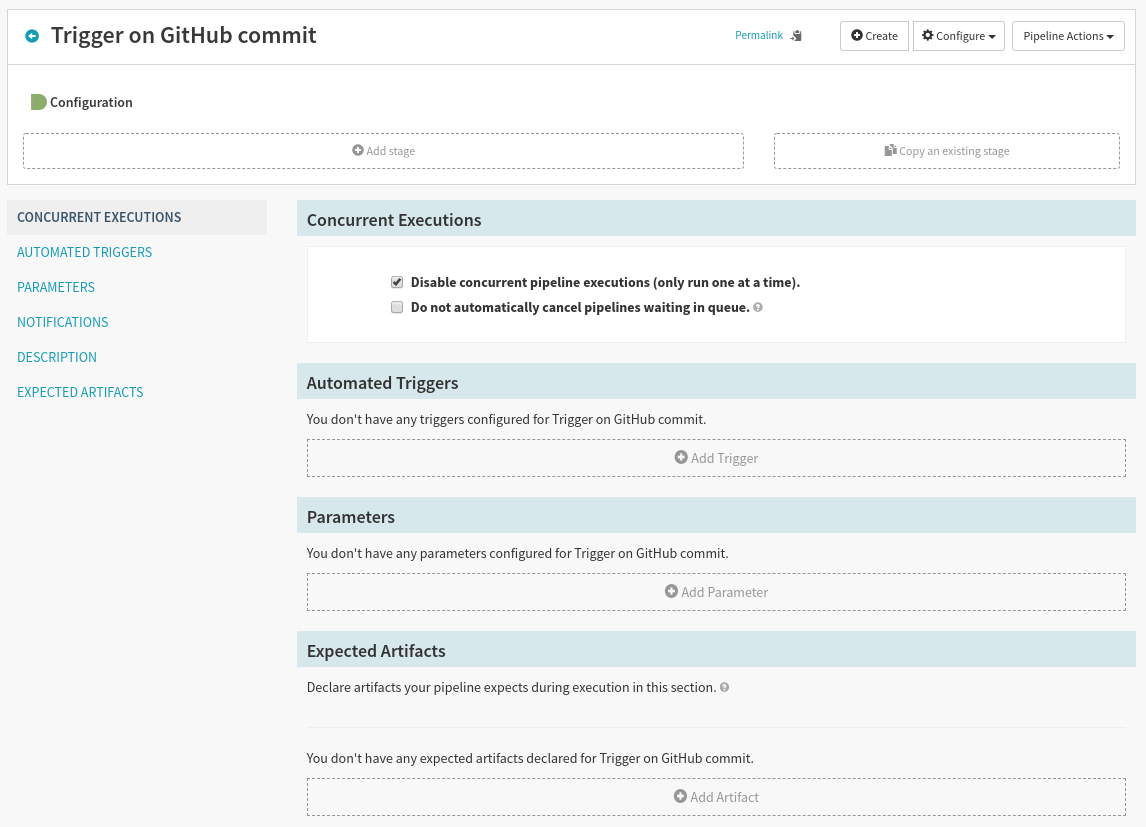 Trigger on GitHub commit
Permalink
Create
Configure
Pipeline Actions
Configuration
Add stage
Copy an existing stage
CONCURRENT EXECUTIONS
AUTOMATED TRIGGERS
PARAMETERS
NOTIFICATIONS
DESCRIPTION
EXPECTED ARTIFACTS
Concurrent Executions
Disable concurrent pipeline executions (only run one at a time).
Do not automatically cancel pipelines waiting in queue.
Automated Triggers
You don't have any triggers configured for Trigger on GitHub commit.
Add Trigger
Parameters
You don't have any parameters configured for Trigger on GitHub commit.
Add Parameter
Expected Artifacts
Declare artifacts your pipeline expects during execution in this section.
You don't have any expected artifacts declared for Trigger on GitHub commit.
Add Artifact